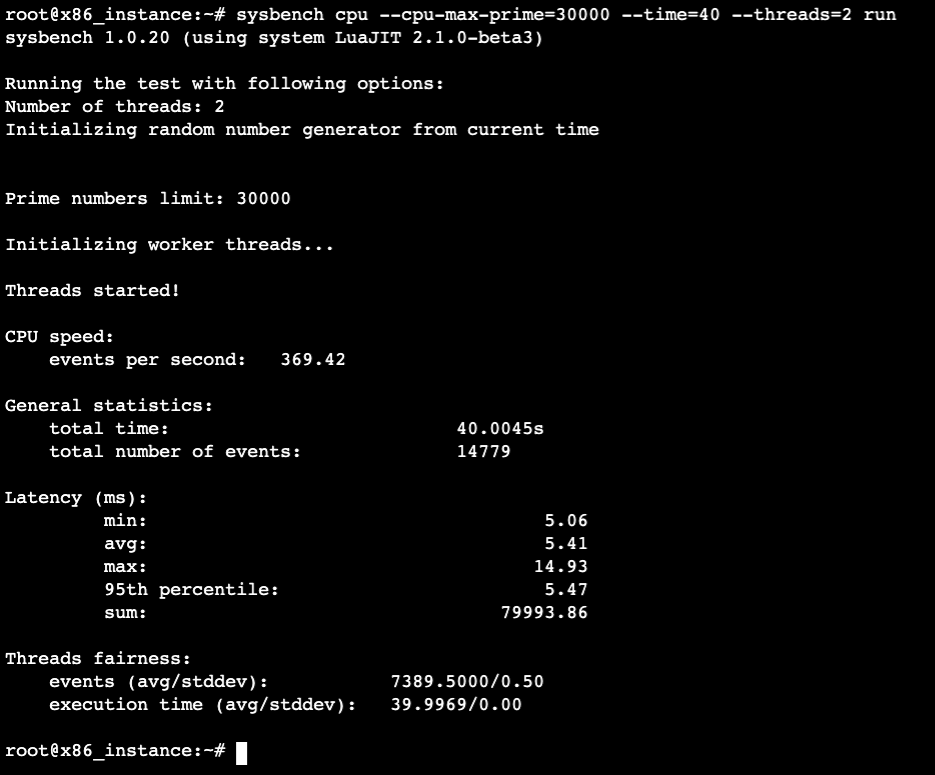 root@x86_instance:~# sysbench cpu --cpu-max-prime=30000 --time=40 --threads=2 run
sysbench 1.0.20 (using system LuaJIT 2.1.0-beta3)
Running the test with following options:
Number of threads: 2
Initializing random number generator from current time
Prime numbers limit: 30000
Initializing worker threads...
Threads started!
CPU speed:
events per second: 369.42
General statistics:
total time: 40.0045s
total number of events: 14779
Latency (ms):
min: 5.06
avg: 5.41
max: 14.93
95th percentile: 5.47
sum: 79993.86
Threads fairness:
events (avg/stddev): 7389.5000/0.50
execution time (avg/stddev): 39.9969/0.00
root@x86_instance:~#